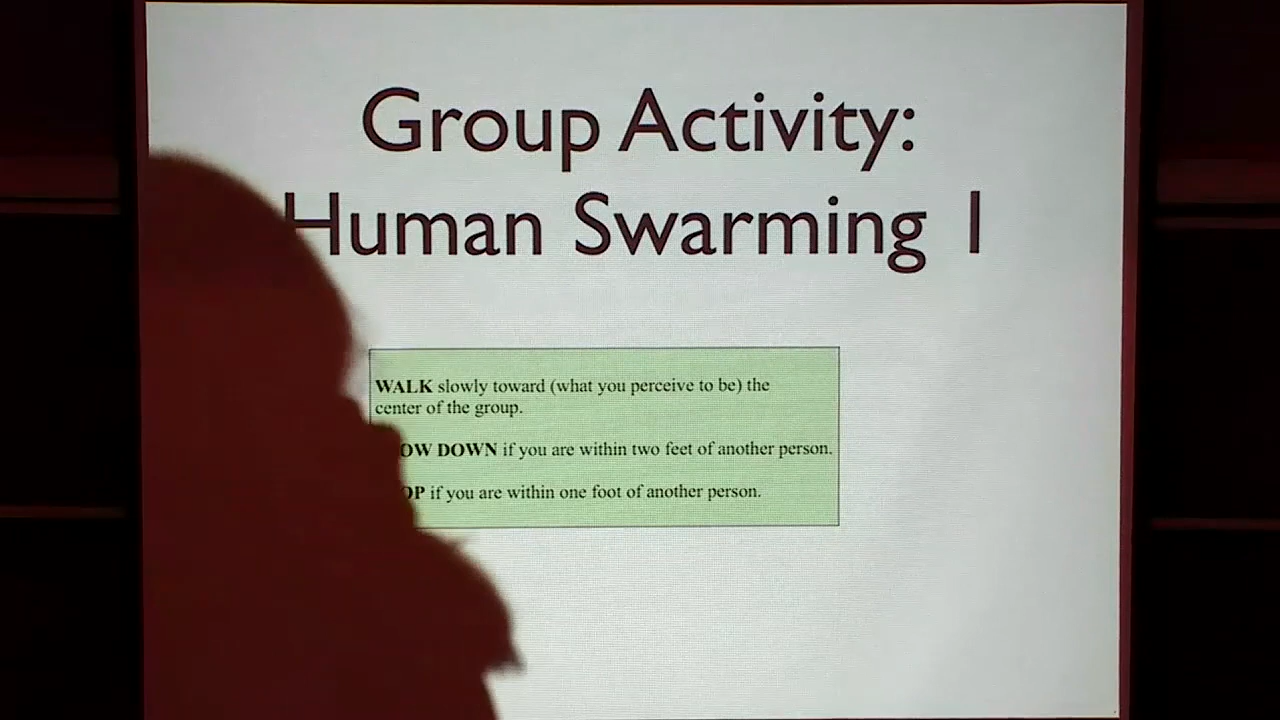 Group Activity:
Human Swarming 1
WALK slowly toward (what you perceive to be) the
center of the group.
OW DOWN if you are within two feet of another person.
OP if you are within one foot of another person.